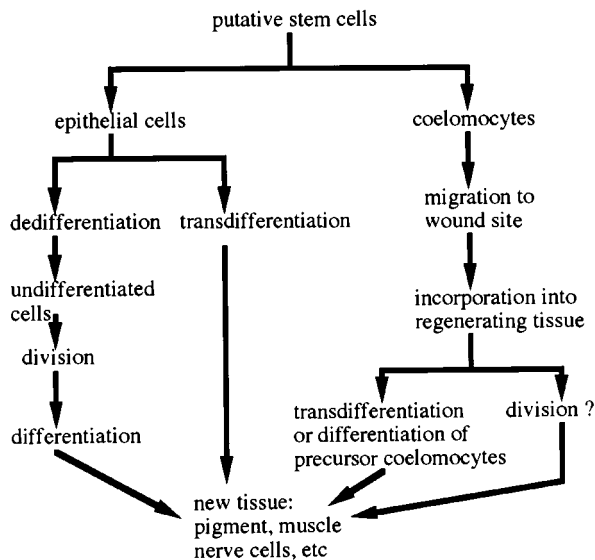 putative stem cells
epithelial cells
coelomocytes
dedifferentiation
transdifferentiation
migration to
wound site
undifferentiated
cells
incorporation into
regenerating tissue
division
differentiation
transdifferentiation
or differentiation of
precursor coelomocytes
division ?
new tissue:
pigment, muscle
nerve cells, etc